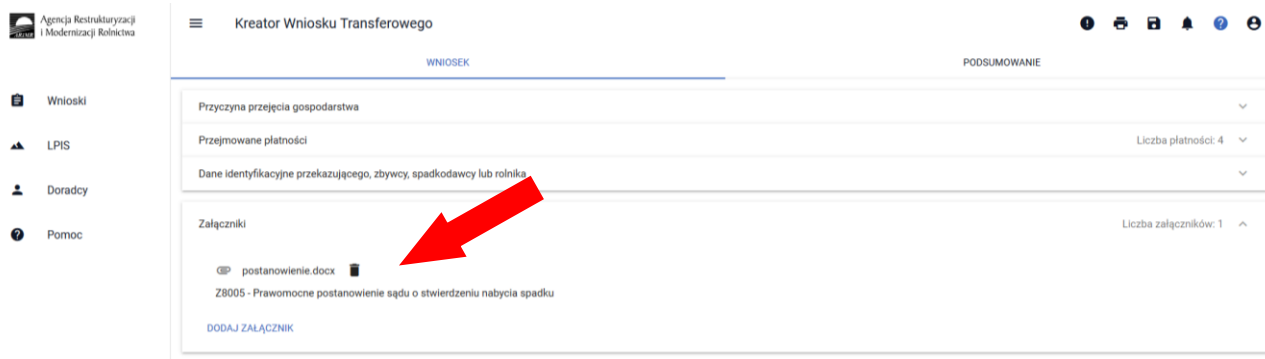 Agencja Restrukturyzacji
i Modernizacji Rolnictwa
Kreator Wniosku Transferowego
WNIOSEK
PODSUMOWANIE
Wnioski
LPIS
Doradcy
Pomoc
Przyczyna przejęcia gospodarstwa
Przejmowane płatności
Liczba płatności: 4
Dane identyfikacyjne przekazującego, zbywcy, spadkodawcy lub rolnika
Załączniki
Liczba załączników: 1
postanowienie.docx
Z8005 - Prawomocne postanowienie sądu o stwierdzeniu nabycia spadku
DODAJ ZAŁĄCZNIK